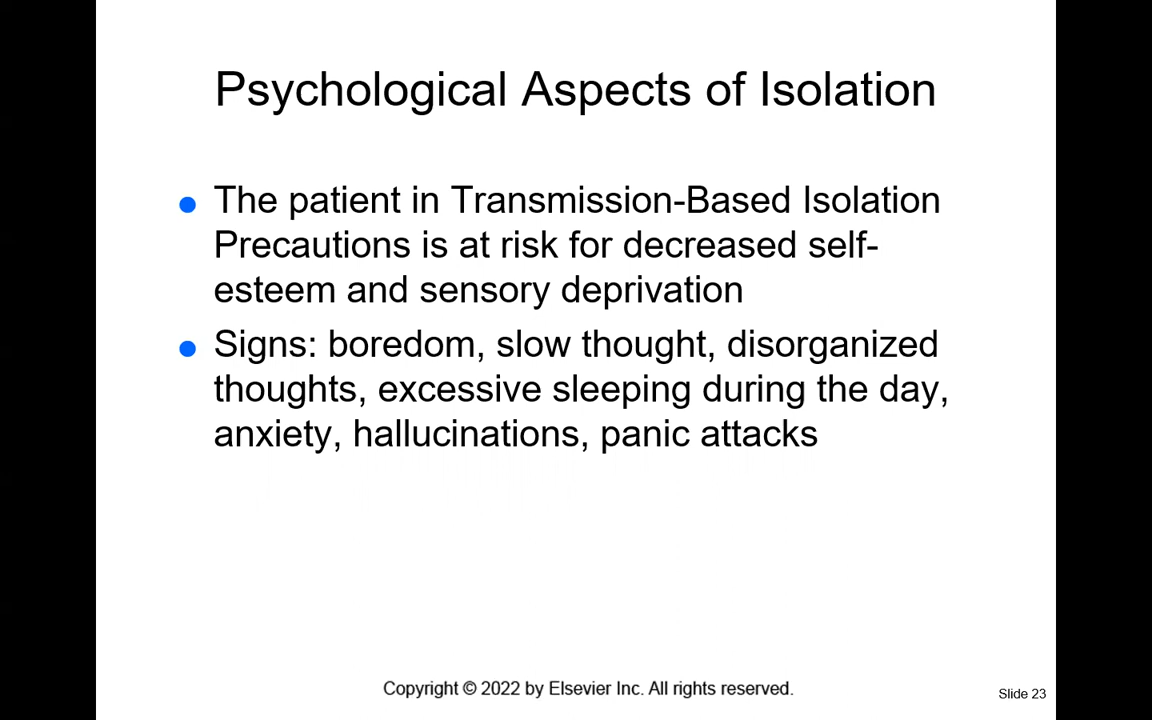 Psychological Aspects of Isolation
The patient in Transmission-Based Isolation
Precautions is at risk for decreased self-
esteem and sensory deprivation
Signs: boredom, slow thought, disorganized
thoughts, excessive sleeping during the day,
anxiety, hallucinations, panic attacks
Copyright © 2022 by Elsevier Inc. All rights reserved.
Slide 23